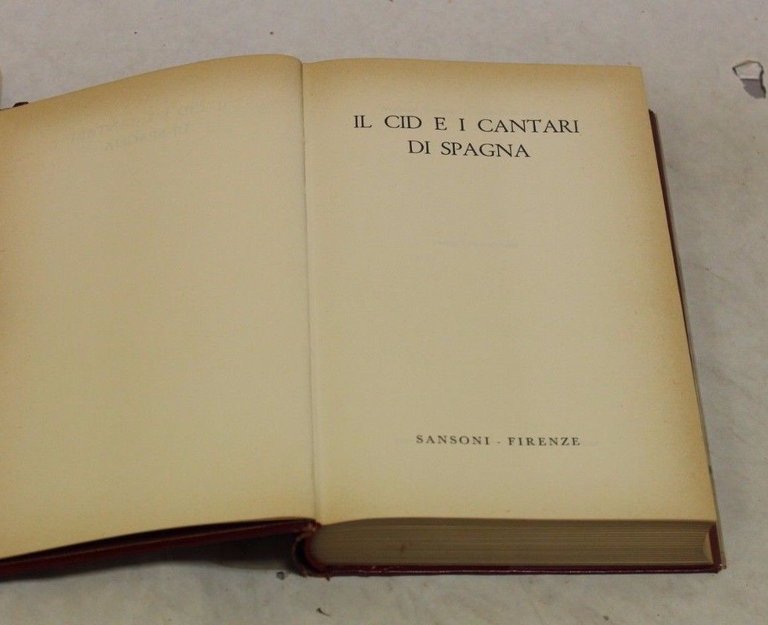 IL CID E I CANTARI
DI SPAGNA
SANSONI - FIRENZE